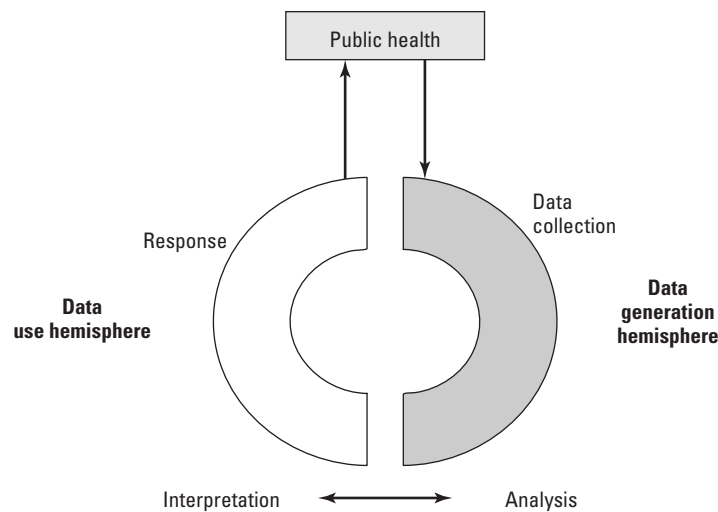 Public health
Data
collection
Response
Data
use hemisphere
Data
generation
hemisphere
Interpretation
Analysis